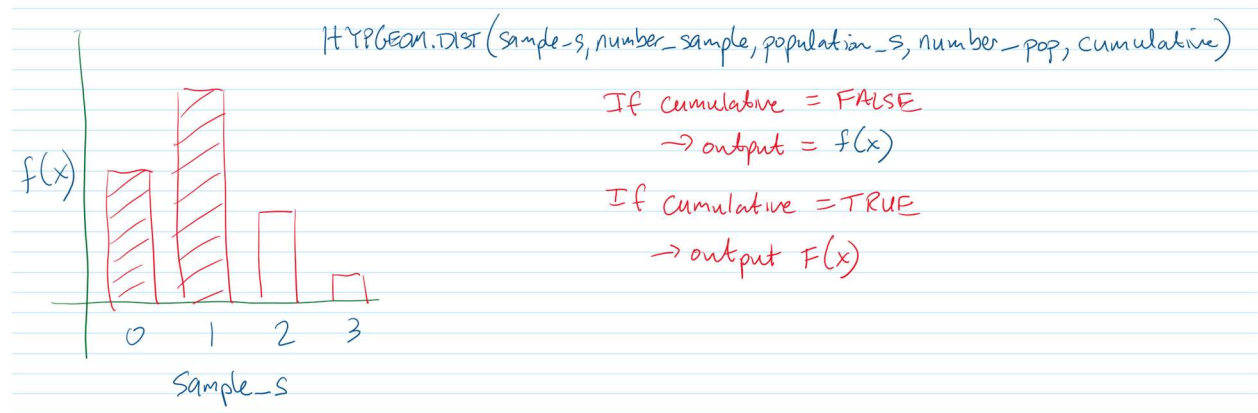 HYPGEOM.DIST(sample_s, number_sample, population_s, number_pop, cumulative)
If cumulative = FALSE
→ output = f(x)
If cumulative = TRUE
→ output F(x)
f(x)
0 1 2 3
Sample_s